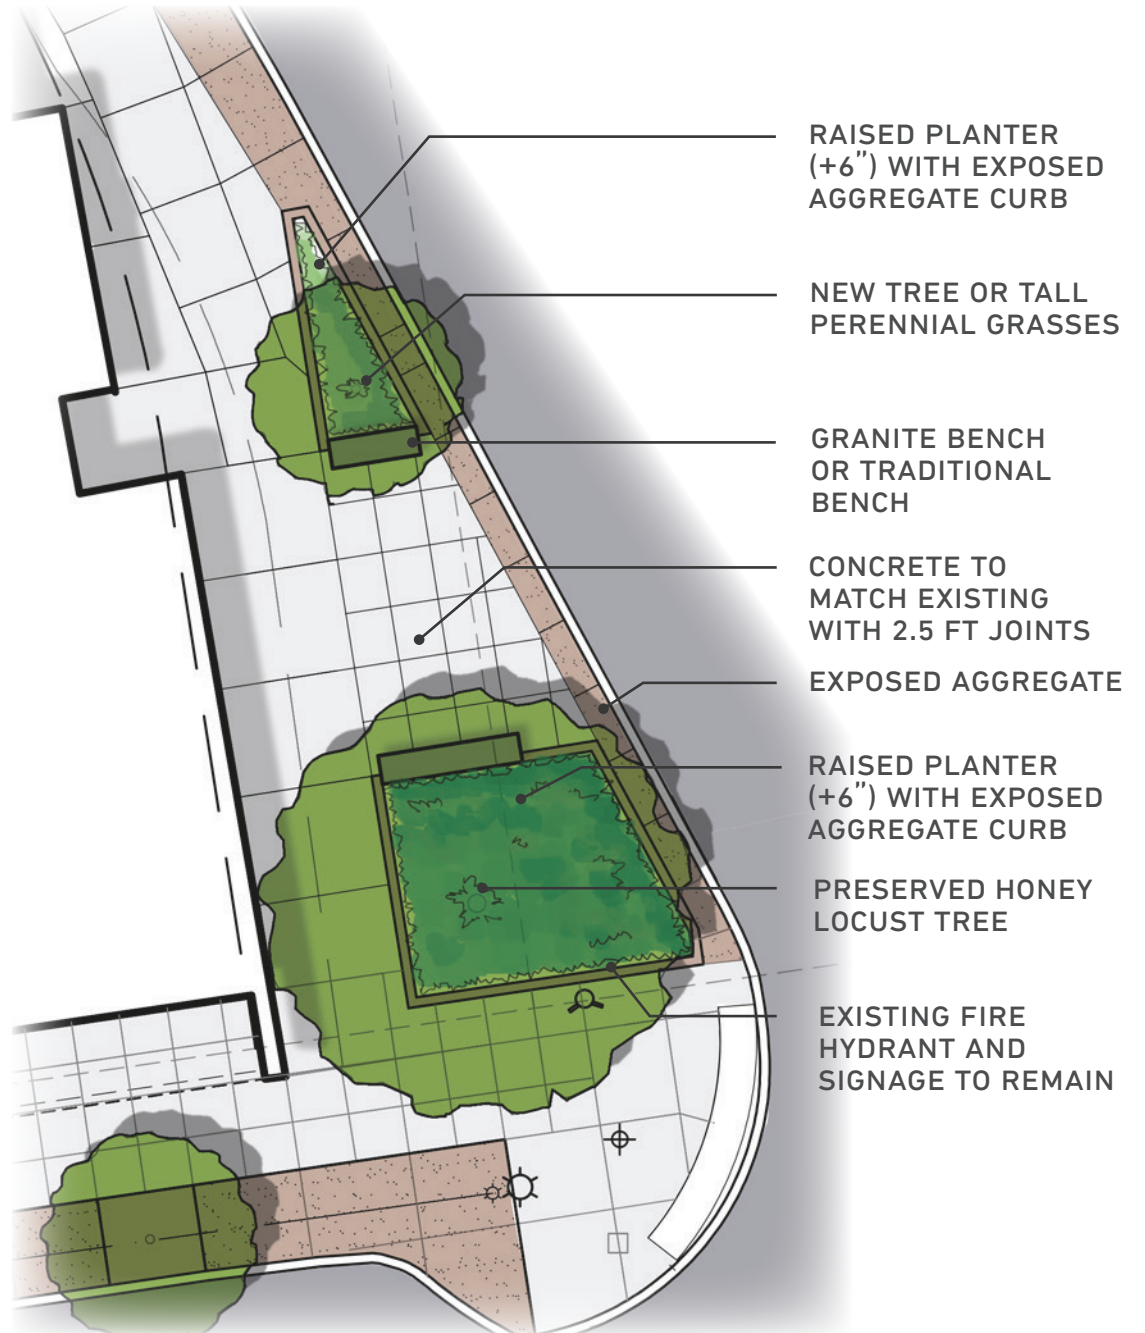 RAISED PLANTER
(+6”) WITH EXPOSED
AGGREGATE CURB
NEW TREE OR TALL
PERENNIAL GRASSES
GRANITE BENCH
OR TRADITIONAL
BENCH
CONCRETE TO
MATCH EXISTING
WITH 2.5 FT JOINTS
EXPOSED AGGREGATE
RAISED PLANTER
(+6”) WITH EXPOSED
AGGREGATE CURB
PRESERVED HONEY
LOCUST TREE
EXISTING FIRE
HYDRANT AND
SIGNAGE TO REMAIN